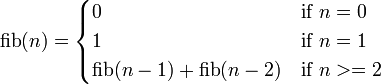 0 if n = 0
fib(n) = 1 if n = 1
fib(n − 1) + fib(n − 2) if n >= 2